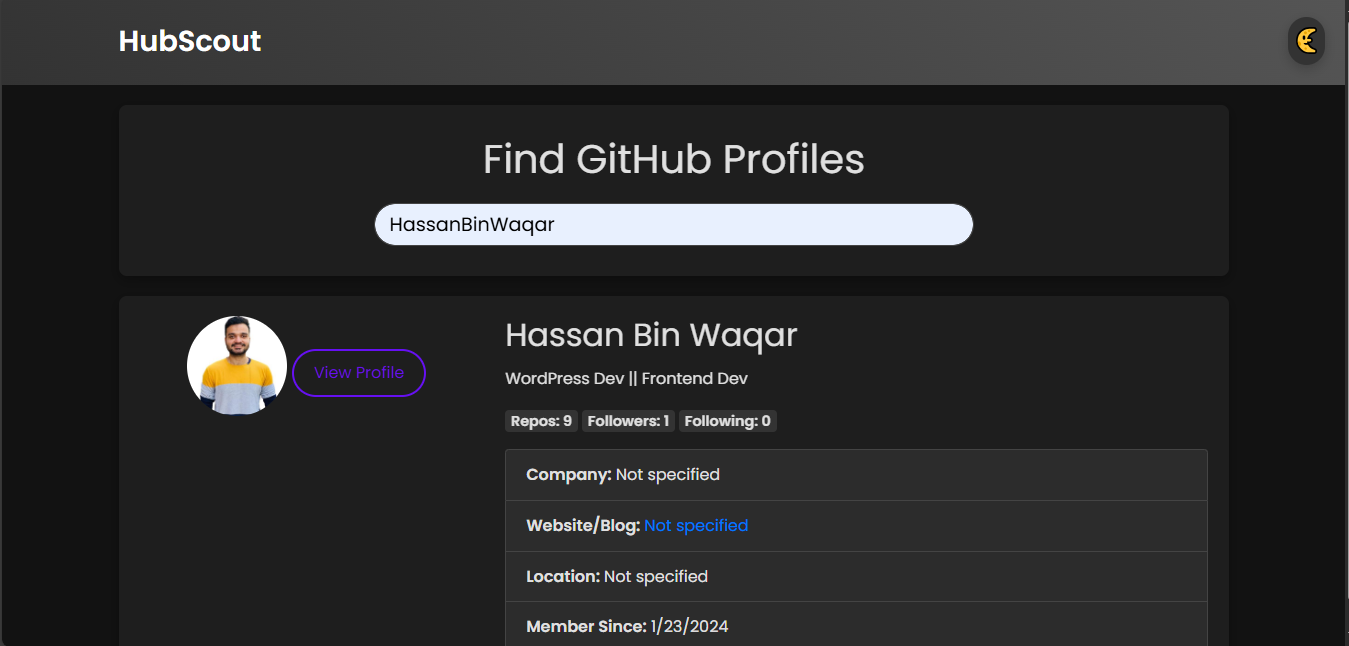 HubScout
Find GitHub Profiles
HassanBinWaqar
View Profile
Hassan Bin Waqar
WordPress Dev || Frontend Dev
Repos: 9 Followers: 1 Following: 0
Company: Not specified
Website/Blog: Not specified
Location: Not specified
Member Since: 1/23/2024